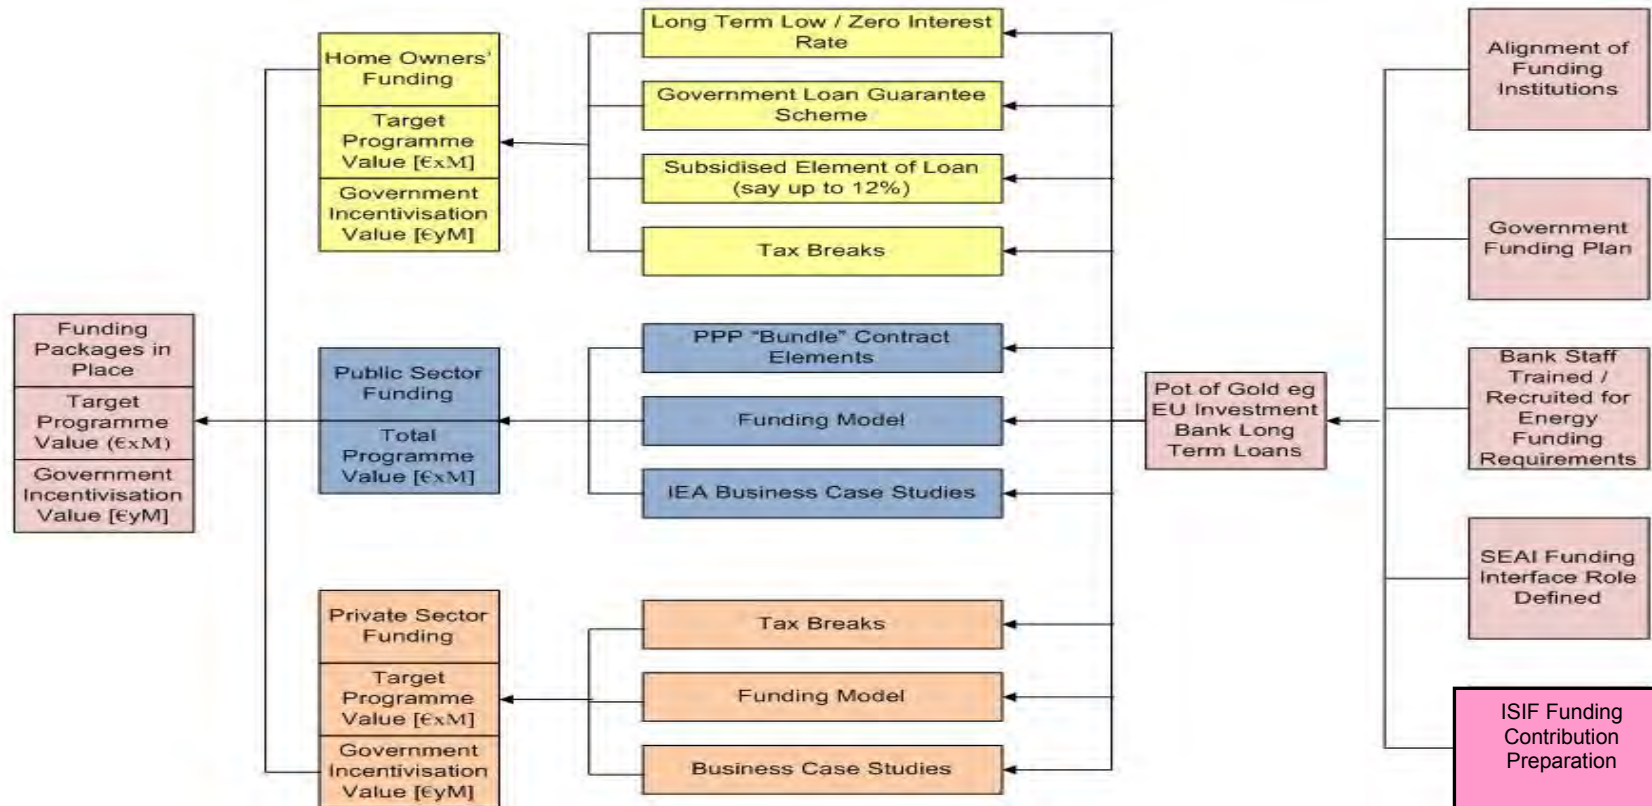 Funding
Packages in
Place
Target
Programme
Value (€xM)
Government
Incentivisation
Value [€yM]
Home Owners'
Funding
Target
Programme
Value [€xM]
Government
Incentivisation
Value [€yM]
Public Sector
Funding
Total
Programme
Value [€xM]
Private Sector
Funding
Target
Programme
Value [€xM]
Government
Incentivisation
Value [€yM]
Long Term Low / Zero Interest
Rate
Government Loan Guarantee
Scheme
Subsidised Element of Loan
(say up to 12%)
Tax Breaks
PPP "Bundle" Contract
Elements
Funding Model
IEA Business Case Studies
Tax Breaks
Funding Model
Business Case Studies
Pot of Gold eg
EU Investment
Bank Long
Term Loans
Alignment of
Funding
Institutions
Government
Funding Plan
Bank Staff
Trained /
Recruited for
Energy
Funding
Requirements
SEAI Funding
Interface Role
Defined
ISIF Funding
Contribution
Preparation